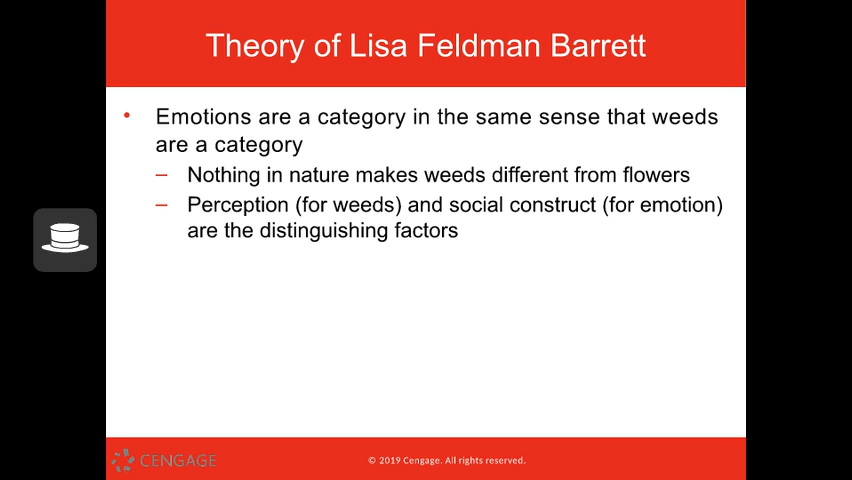 Theory of Lisa Feldman Barrett
• Emotions are a category in the same sense that weeds
are a category
– Nothing in nature makes weeds different from flowers
– Perception (for weeds) and social construct (for emotion)
are the distinguishing factors
CENGAGE
© 2019 Cengage. All rights reserved.